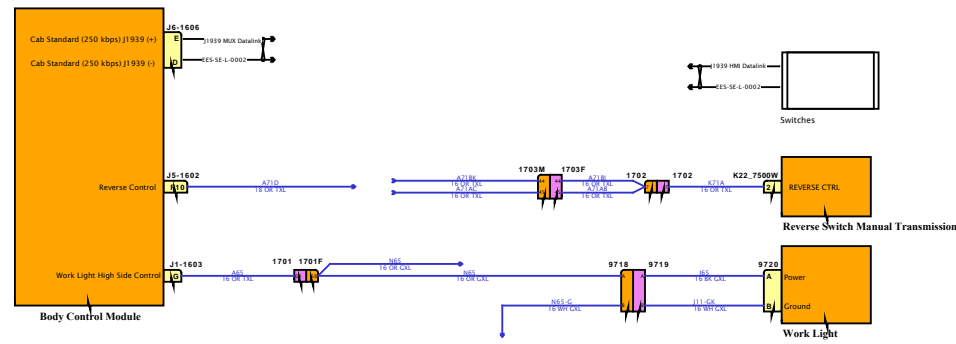 J6-1606
Cab Standard (250 kbps) J1939 (+)
E
J1939 MUX Datalink
Cab Standard (250 kbps) J1939 (-)
D
EES-SE-L-0002
J1939 HMI Datalink
EES-SE-L-0002
Switches
J5-1602
Reverse Control
R10
A71D
18 OR TXL
1703M
1703F
A71BK
16 OR TXL
A71AC
16 OR TXL
44
44
45
A71BJ
16 OR TXL
A71AB
16 OR TXL
1702
1702
K71A
16 OR TXL
K22_7500W
2
REVERSE CTRL
Reverse Switch Manual Transmission
J1-1603
Work Light High Side Control
G
A65
16 OR TXL
1701
1701F
N65
16 OR GXL
N65
16 OR GXL
9718
9719
A
A
J65
16 BK GXL
9720
A
Power
N65-G
16 WH GXL
J11-GK
16 WH GXL
B
Ground
Body Control Module
Work Light